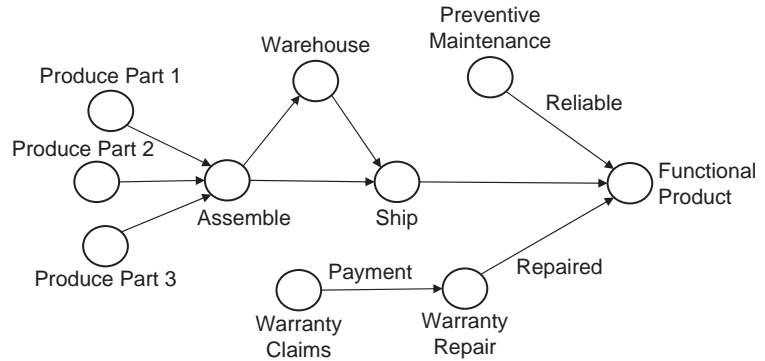 Preventive
Maintenance
Warehouse
Produce Part 1
Reliable
Produce Part 2
Functional
Product
Assemble
Ship
Produce Part 3
Payment
Repaired
Warranty
Claims
Warranty
Repair